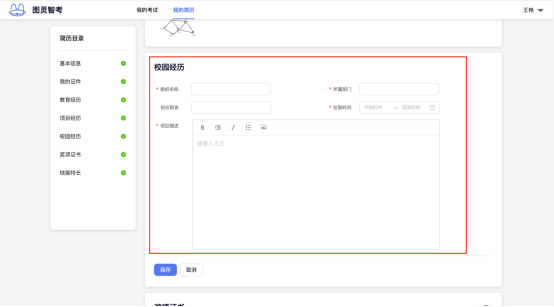 图灵智考
我的考试
我的简历
王艳
简历目录
基本信息
我的证件
教育经历
项目经历
校园经历
奖项证书
技能特长
校园经历
* 组织名称
* 所属部门
担任职务
* 在职时间
开始时间 → 结束时间
* 项目描述
B
I
请输入正文
保存
取消